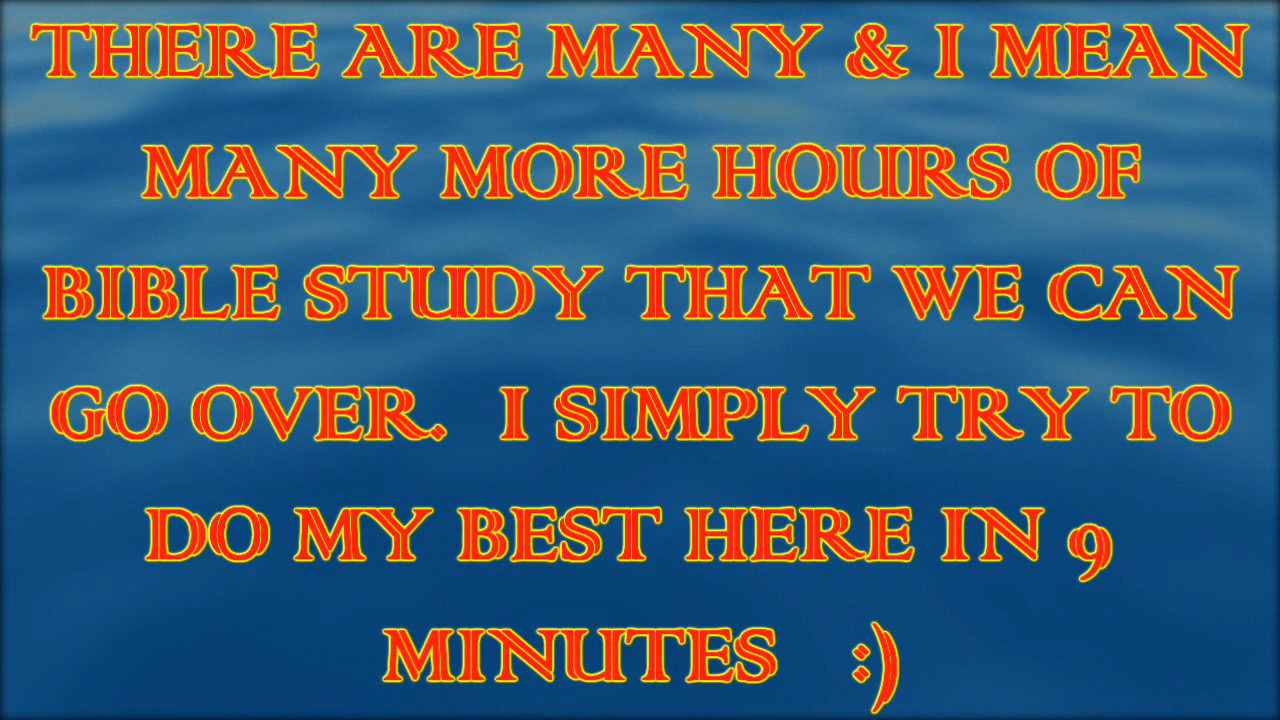 THERE ARE MANY & I MEAN
MANY MORE HOURS OF
BIBLE STUDY THAT WE CAN
GO OVER.  I SIMPLY TRY TO
DO MY BEST HERE IN 9
MINUTES   :)